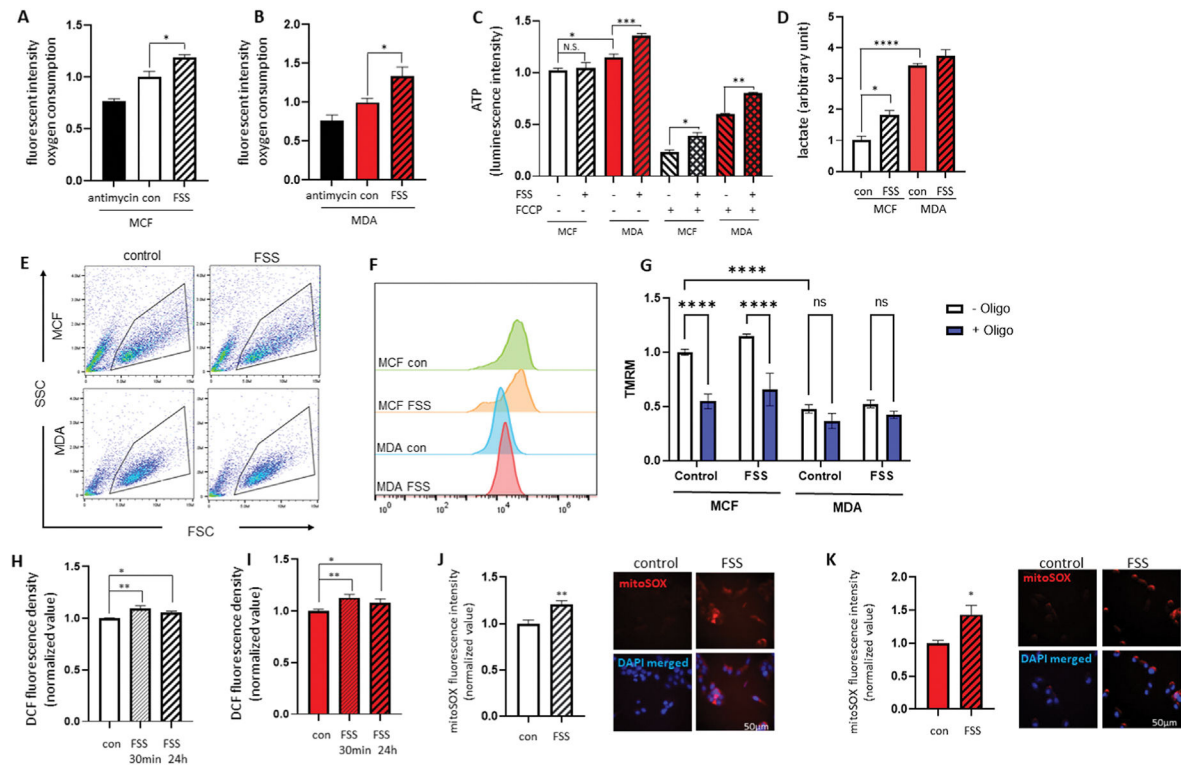 A
fluorescent intensity
oxygen consumption
1.5
1.0
0.5
0.0
*
antimycin con FSS
MCF
B
fluorescent intensity
oxygen consumption
2.0
1.5
1.0
0.5
0.0
*
antimycin con FSS
MDA
C
ATP
(luminescence intensity)
1.5
1.0
0.5
0.0
*
N.S.
***
*
**
FSS - + - + - + - +
FCCP - - - - + + + +
MCF MDA MCF MDA
D
lactate (arbitrary unit)
6
4
2
0
****
*
con FSS con FSS
MCF MDA
E
control FSS
MCF
MDA
SSC
FSC
F
MCF con
MCF FSS
MDA con
MDA FSS
10⁰ 10² 10⁴ 10⁶
G
TMRM
1.5
1.0
0.5
0.0
****
**** **** ns ns
- Oligo
+ Oligo
Control FSS Control FSS
MCF MDA
H
DCF fluorescence density
(normalized value)
1.5
1.0
0.5
0.0
*
**
con FSS FSS
30min 24h
I
DCF fluorescence density
(normalized value)
1.5
1.0
0.5
0.0
*
**
con FSS FSS
30min 24h
J
mitoSOX fluorescence intensity
(normalized value)
1.5
1.0
0.5
0.0
**
con FSS
control FSS
mitoSOX
DAPI merged
50μm
K
mitoSOX fluorescence intensity
(normalized value)
2.0
1.5
1.0
0.5
0.0
*
con FSS
control FSS
mitoSOX
DAPI merged
50μm